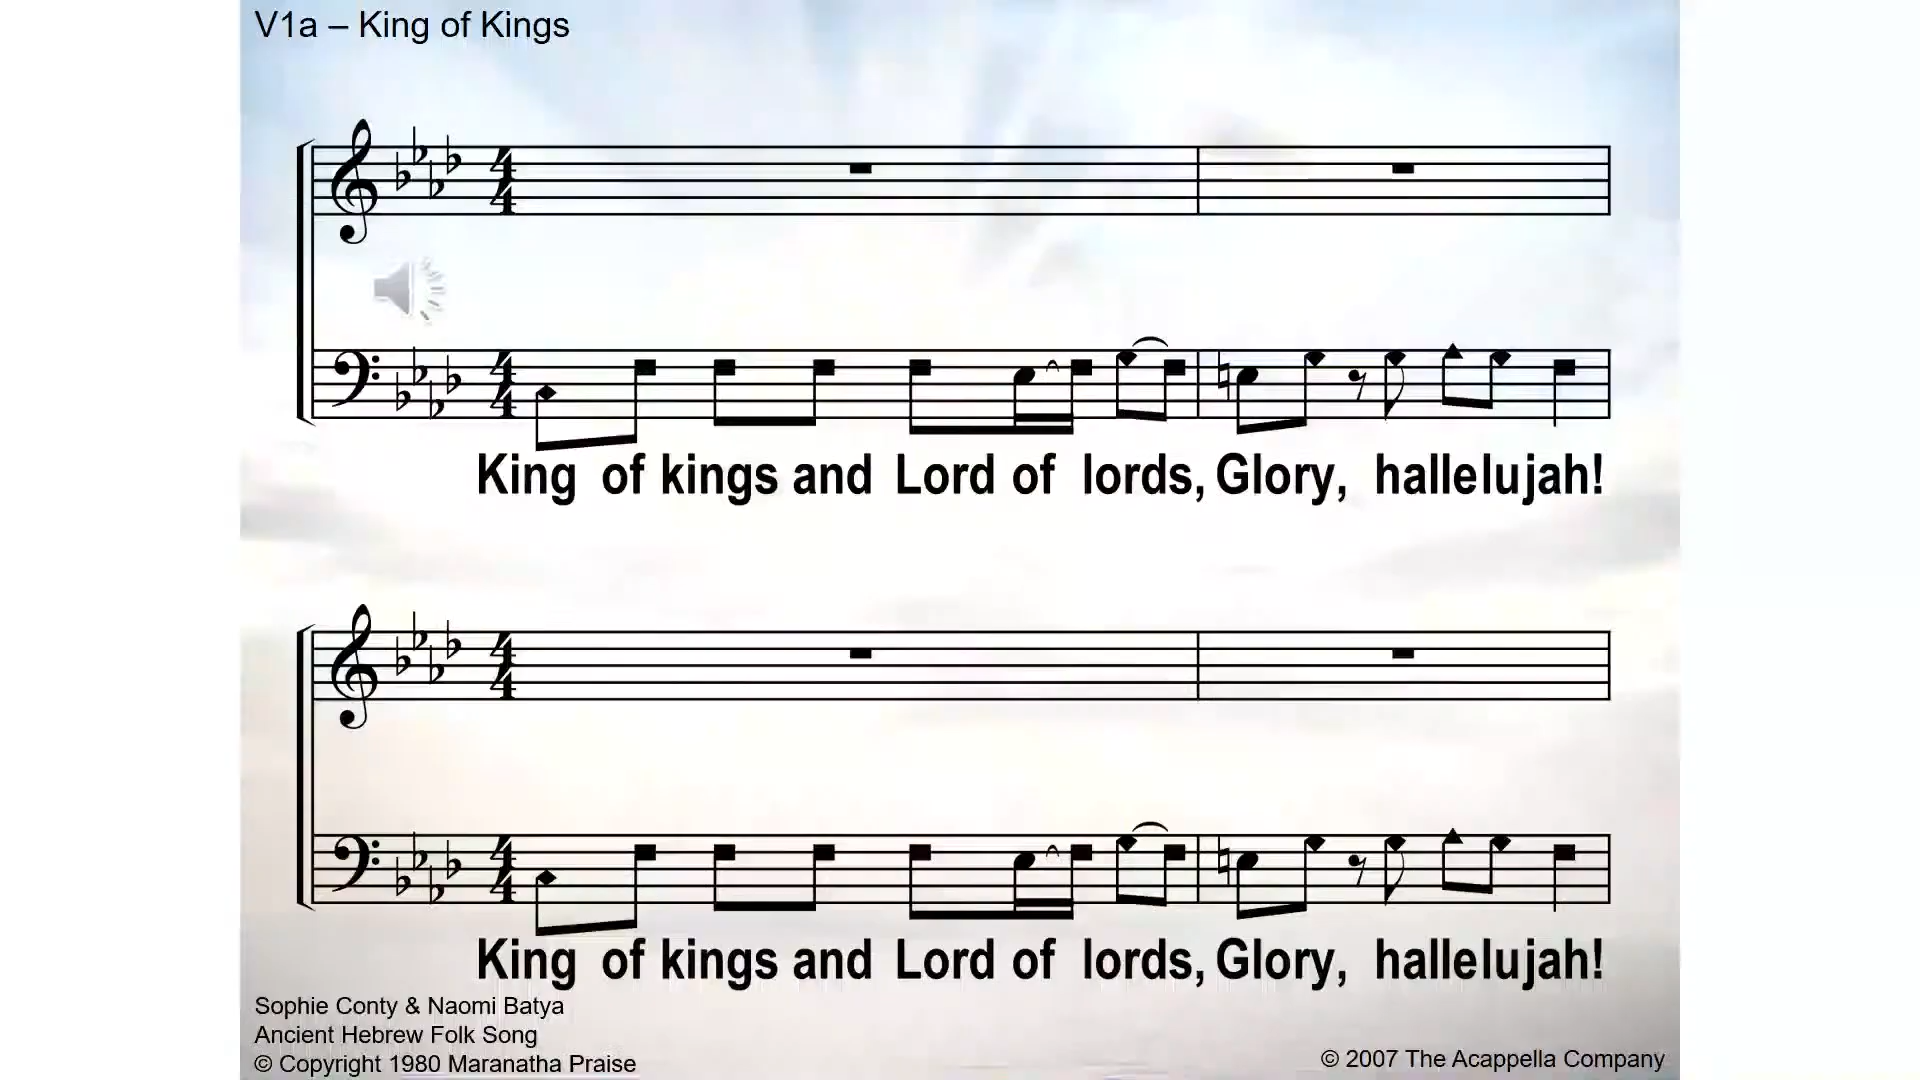 V1a – King of Kings
King of kings and Lord of lords, Glory, hallelujah!
King of kings and Lord of lords, Glory, hallelujah!
Sophie Conty & Naomi Batya
Ancient Hebrew Folk Song
© Copyright 1980 Maranatha Praise
© 2007 The Acappella Company